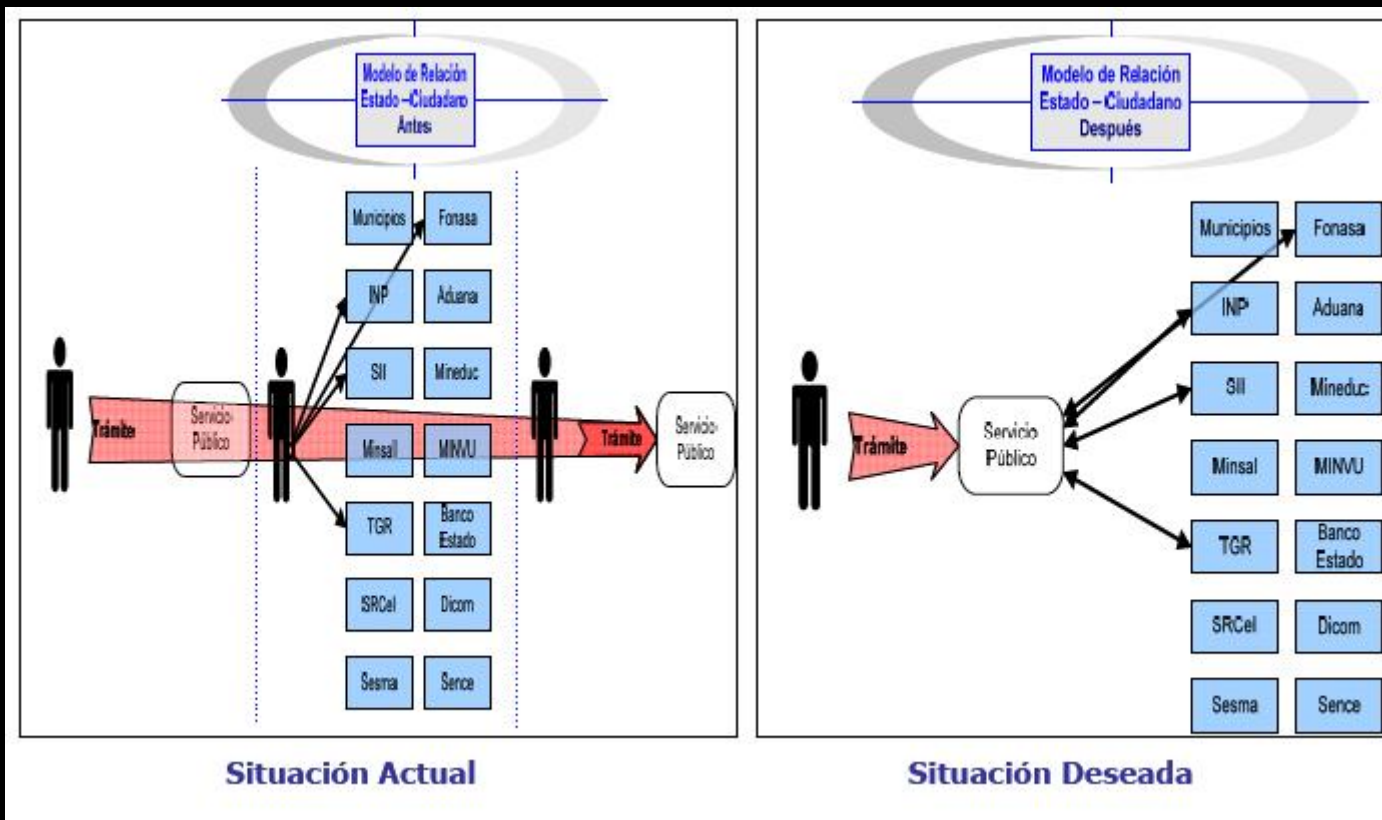 Modelo de Relación
Estado –Ciudadano
Antes
Municipios
Fonasa
INP
Aduana
SII
Mineduc
Trámite
Servicio
Público
Minsal
MINVU
Trámite
Servicio
Público
TGR
Banco
Estado
SRCeI
Dicom
Sesma
Sence
Situación Actual
Modelo de Relación
Estado – Ciudadano
Después
Municipios
Fonasa
INP
Aduana
SII
Mineduc
Trámite
Servicio
Público
Minsal
MINVU
TGR
Banco
Estado
SRCeI
Dicom
Sesma
Sence
Situación Deseada